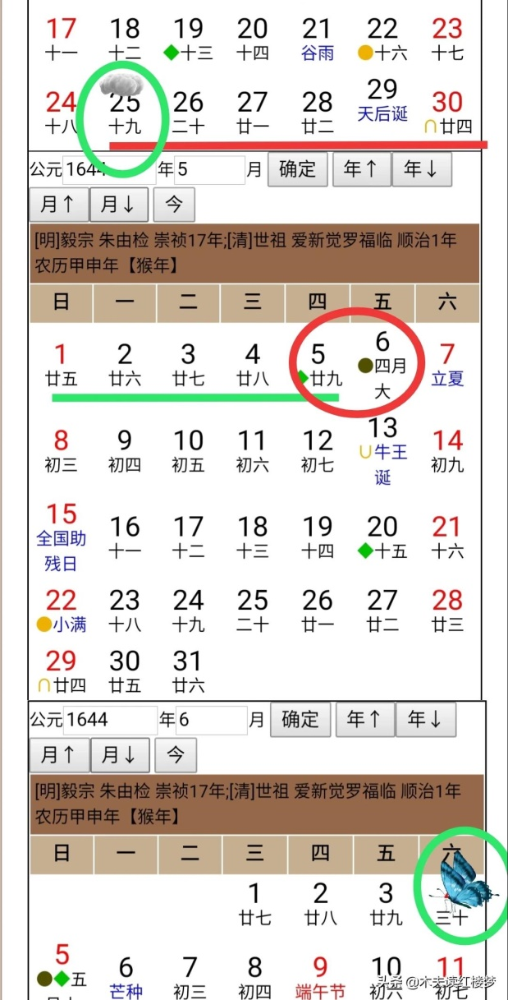 17 18 19 20 21 22 23
十一 十二 十三 十四 谷雨 十六 十七
24 25 26 27 28 29 30
十八 十九 二十 廿一 廿二 天后诞 廿四
公元 1644 年 5 月 确定 年↑ 年↓
月↑ 月↓ 今
[明]毅宗 朱由检 崇祯17年;[清]世祖 爱新觉罗福临 顺治1年
农历甲申年【猴年】
日 一 二 三 四 五 六
1 2 3 4 5 6 7
廿五 廿六 廿七 廿八 廿九 四月 立夏
大
8 9 10 11 12 13 14
初三 初四 初五 初六 初七 牛王 初九
诞
15 16 17 18 19 20 21
全国助 十一 十二 十三 十四 十五 十六
残日
22 23 24 25 26 27 28
小满 十八 十九 二十 廿一 廿二 廿三
29 30 31
廿四 廿五 廿六
公元 1644 年 6 月 确定 年↑ 年↓
月↑ 月↓ 今
[明]毅宗 朱由检 崇祯17年;[清]世祖 爱新觉罗福临 顺治1年
农历甲申年【猴年】
日 一 二 三 四 五 六
1 2 3
廿七 廿八 廿九 三十
5 6 7 8 9 10 11
五 芒种 初三 初四 端午节 初六 初七
头条 @木夫读红楼梦